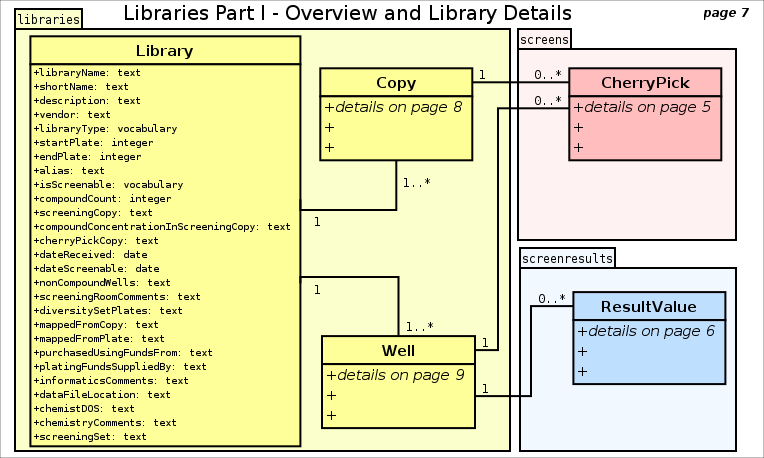 Libraries Part I - Overview and Library Details
page 7
libraries
Library
+libraryName: text
+shortName: text
+description: text
+vendor: text
+libraryType: vocabulary
+startPlate: integer
+endPlate: integer
+alias: text
+isScreenable: vocabulary
+compoundCount: integer
+screeningCopy: text
+compoundConcentrationInScreeningCopy: text
+cherryPickCopy: text
+dateReceived: date
+dateScreenable: date
+nonCompoundWells: text
+screeningRoomComments: text
+diversitySetPlates: text
+mappedFromCopy: text
+mappedFromPlate: text
+purchasedUsingFundsFrom: text
+platingFundsSuppliedBy: text
+informaticsComments: text
+dataFileLocation: text
+chemistDOS: text
+chemistryComments: text
+screeningSet: text
Copy
+details on page 8
+
+
1
0..*
1..*
1
1
1..*
Well
+details on page 9
+
+
1
0..*
1
0..*
screens
CherryPick
+details on page 5
+
+
screenresults
ResultValue
+details on page 6
+
+